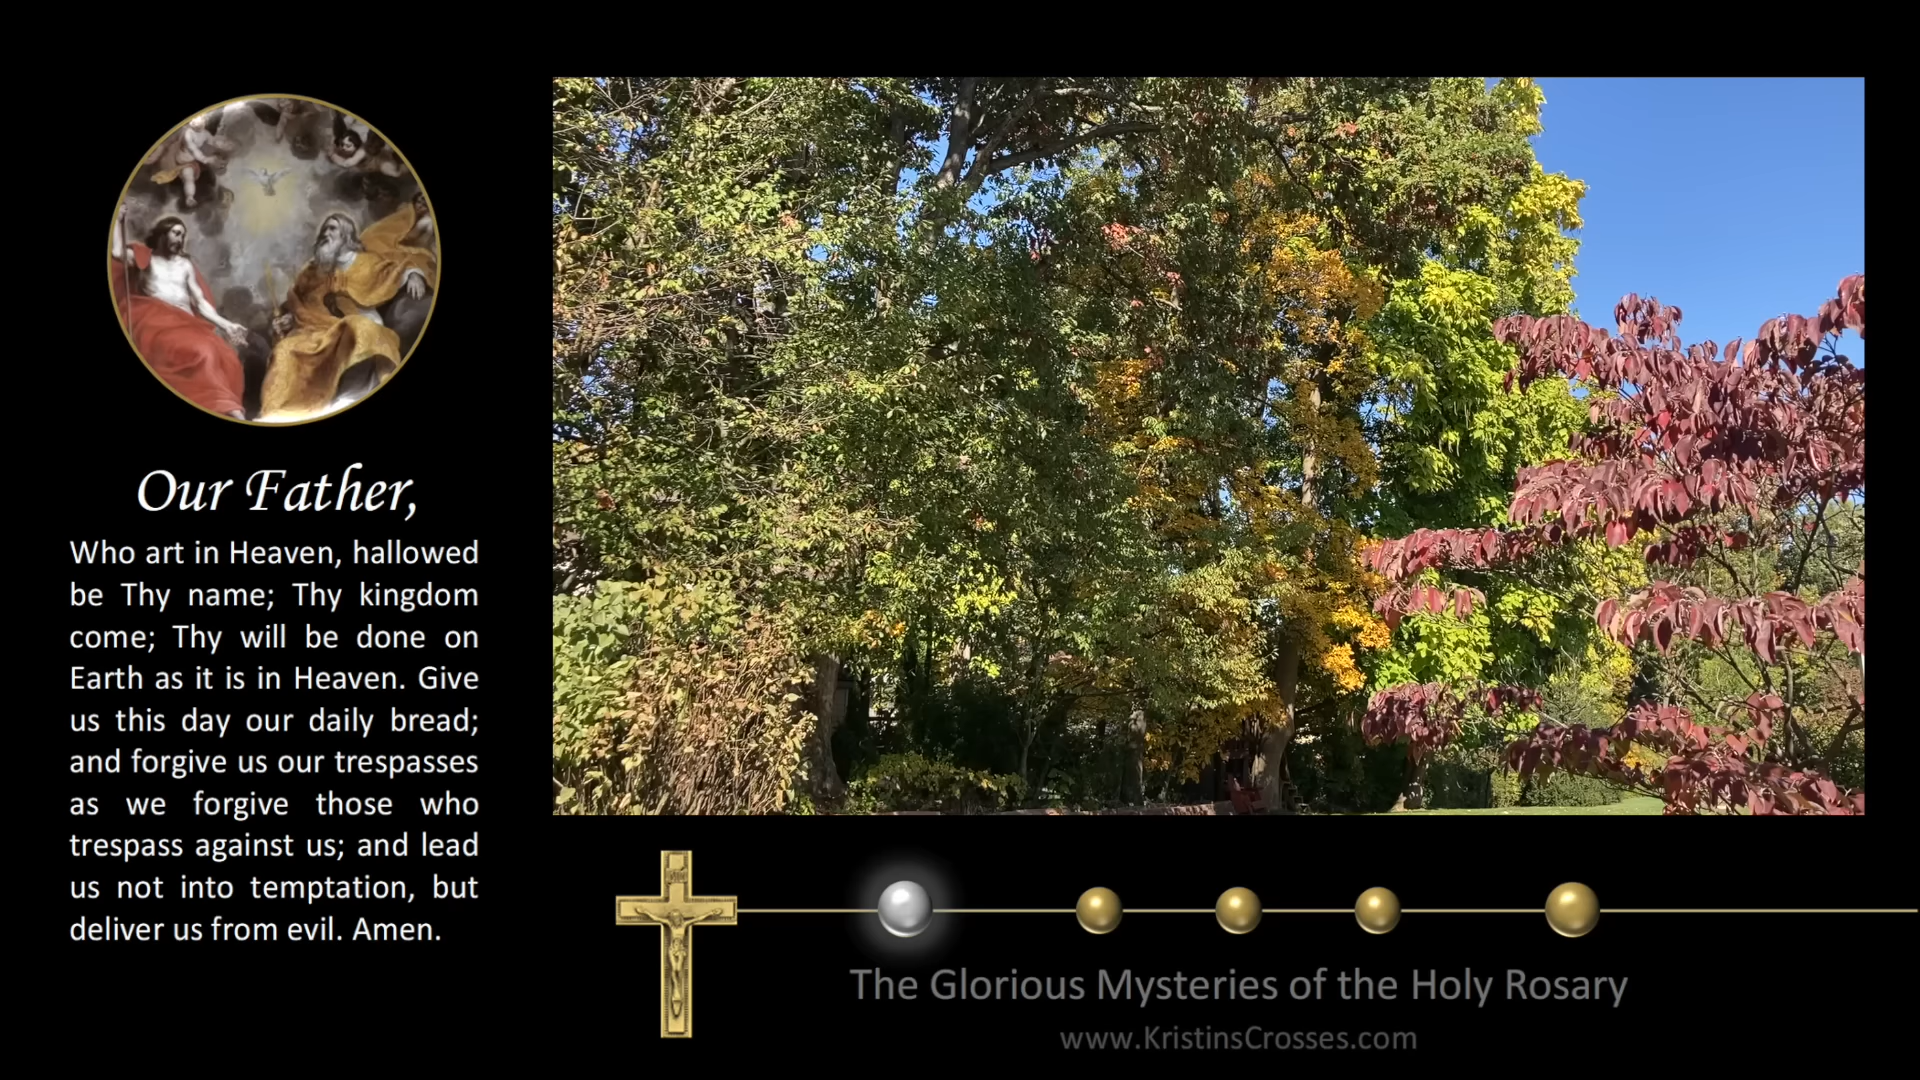 Our Father,
Who art in Heaven, hallowed
be Thy name; Thy kingdom
come; Thy will be done on
Earth as it is in Heaven. Give
us this day our daily bread;
and forgive us our trespasses
as we forgive those who
trespass against us; and lead
us not into temptation, but
deliver us from evil. Amen.
The Glorious Mysteries of the Holy Rosary
www.KristinsCrosses.com